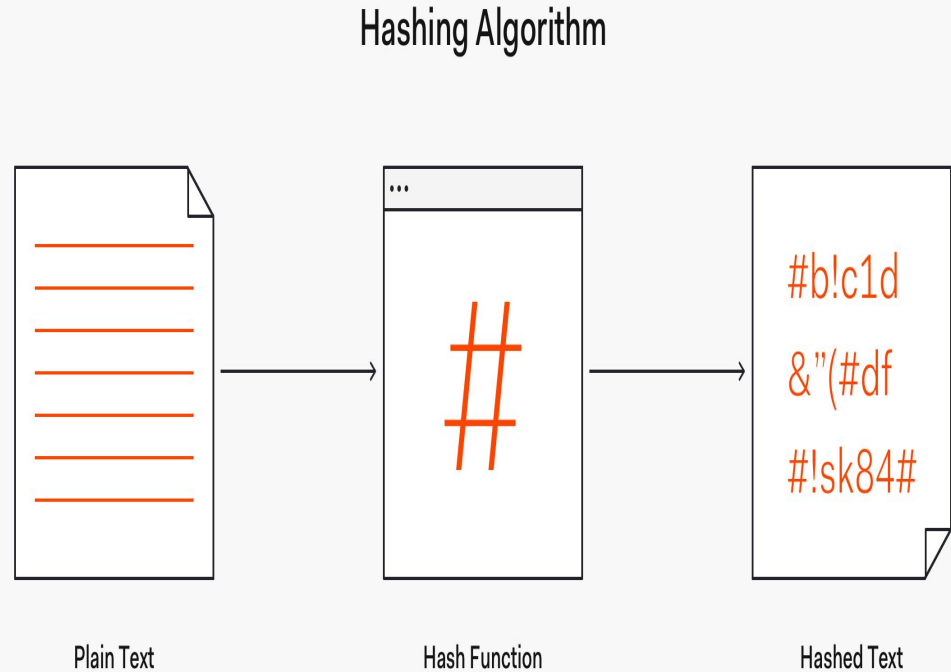 Hashing Algorithm
#
#b!c1d
&”(#df
#!sk84#
Plain Text
Hash Function
Hashed Text